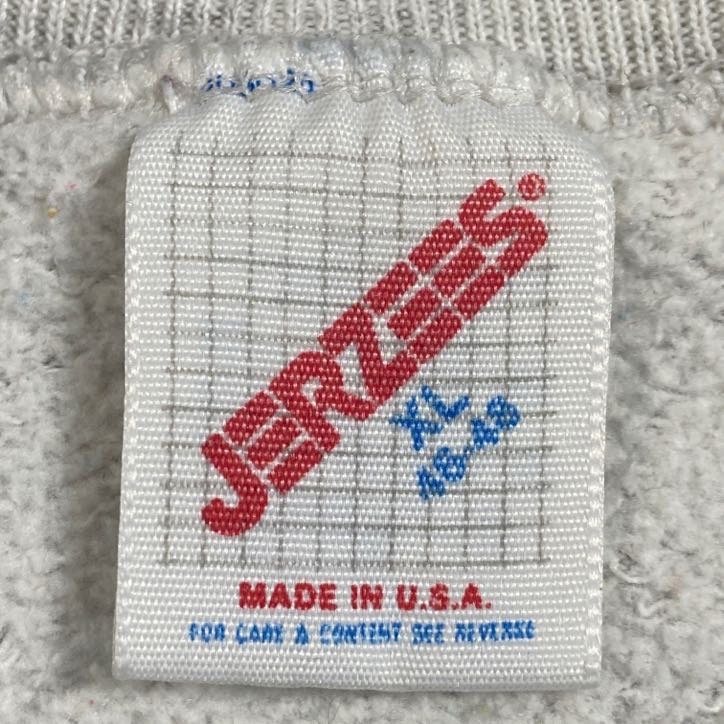 JERZEES®
XL
46-48
MADE IN U.S.A.
FOR CARE & CONTENT SEE REVERSE